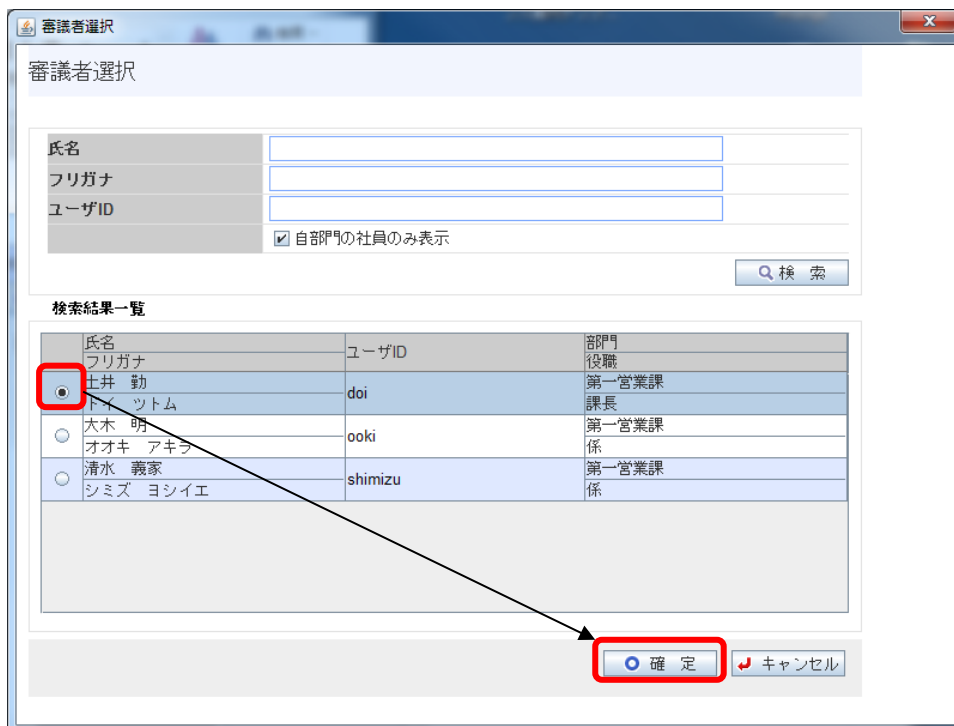 審議者選択
審議者選択
氏名
フリガナ
ユーザID
自部門の社員のみ表示
検 索
検索結果一覧
氏名
フリガナ
ユーザID
部門
役職
土井 勤
ドイ ツトム
doi
第一営業課
課長
大木 明
オオキ アキラ
ooki
第一営業課
係
清水 義家
シミズ ヨシイエ
shimizu
第一営業課
係
確 定
キャンセル